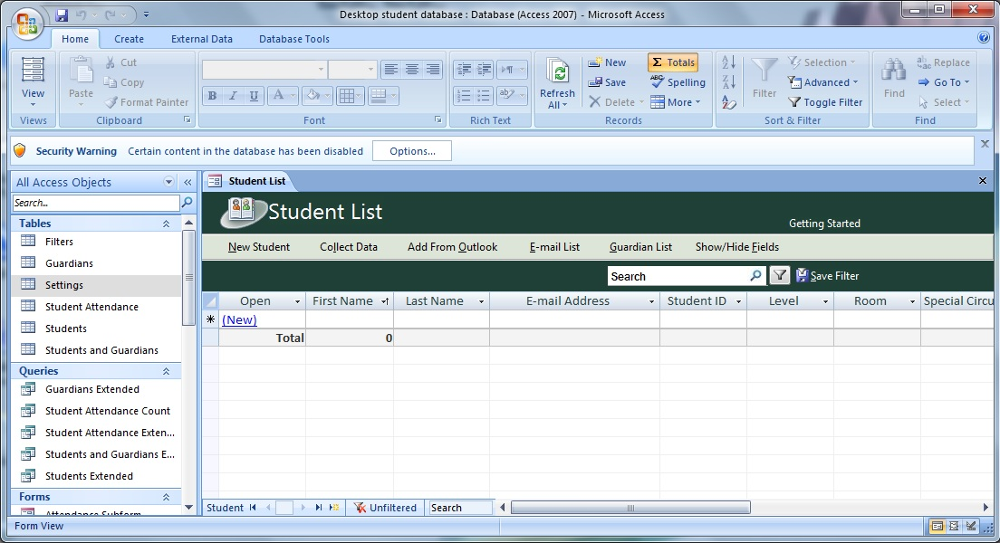 Desktop student database : Database (Access 2007) - Microsoft Access
Home Create External Data Database Tools
View
Views
Paste
Cut
Copy
Format Painter
Clipboard
B I U A
Font
Rich Text
Refresh All
New
Save
Delete
Σ Totals
Spelling
More
Records
Filter
Selection
Advanced
Toggle Filter
Sort & Filter
Find
Replace
Go To
Select
Find
Security Warning Certain content in the database has been disabled Options...
All Access Objects
Search...
Tables
Filters
Guardians
Settings
Student Attendance
Students
Students and Guardians
Queries
Guardians Extended
Student Attendance Count
Student Attendance Exten...
Students and Guardians E...
Students Extended
Forms
Attendance Subform
Student List
Student List
Getting Started
New Student Collect Data Add From Outlook E-mail List Guardian List Show/Hide Fields
Search Save Filter
Open First Name Last Name E-mail Address Student ID Level Room Special Circu
(New)
Total 0
Student Unfiltered Search
Form View